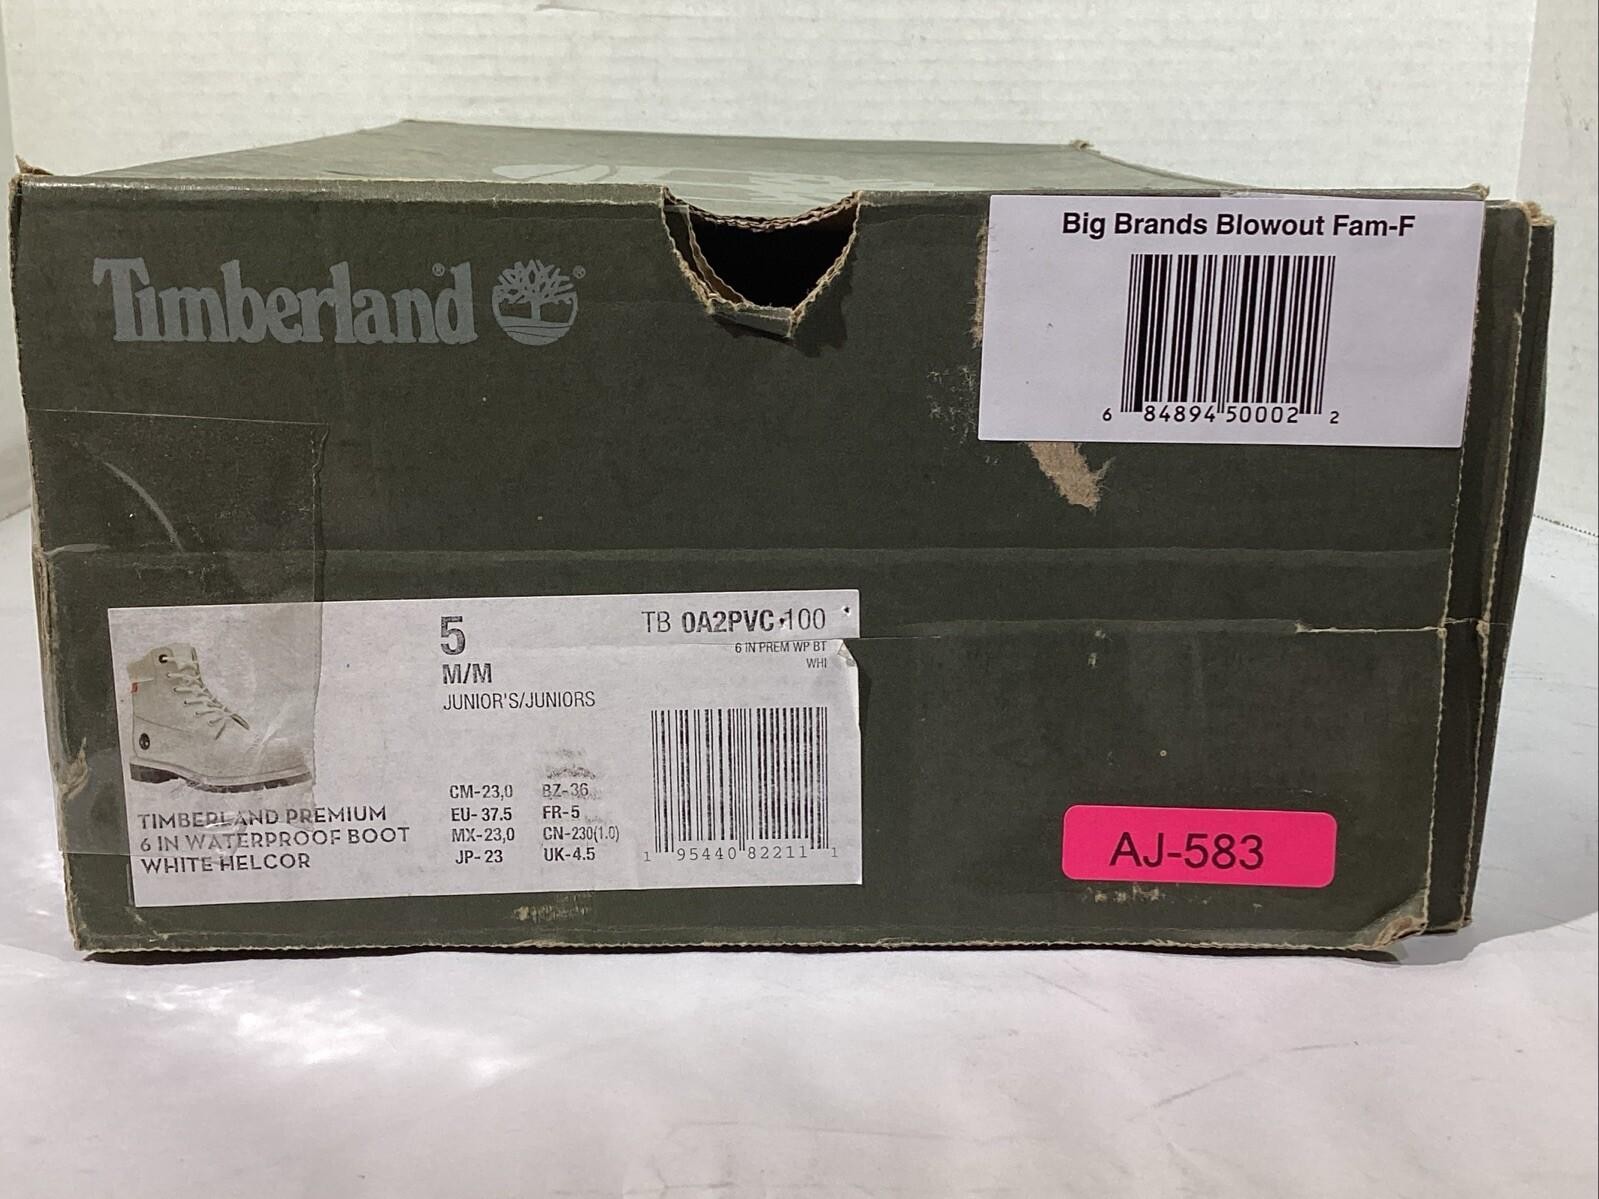 Timberland®
®
Big Brands Blowout Fam-F
6 84894 50002 2
5
M/M
JUNIOR'S/JUNIORS
TB 0A2PVC 100
6 IN PREM WP BT
WHI
TIMBERLAND PREMIUM
6 IN WATERPROOF BOOT
WHITE HELCOR
CM-23,0 BZ-36
EU-37.5 FR-5
MX-23,0 CN-230(1.0)
JP-23 UK-4.5
1 95440 82211 1
AJ-583